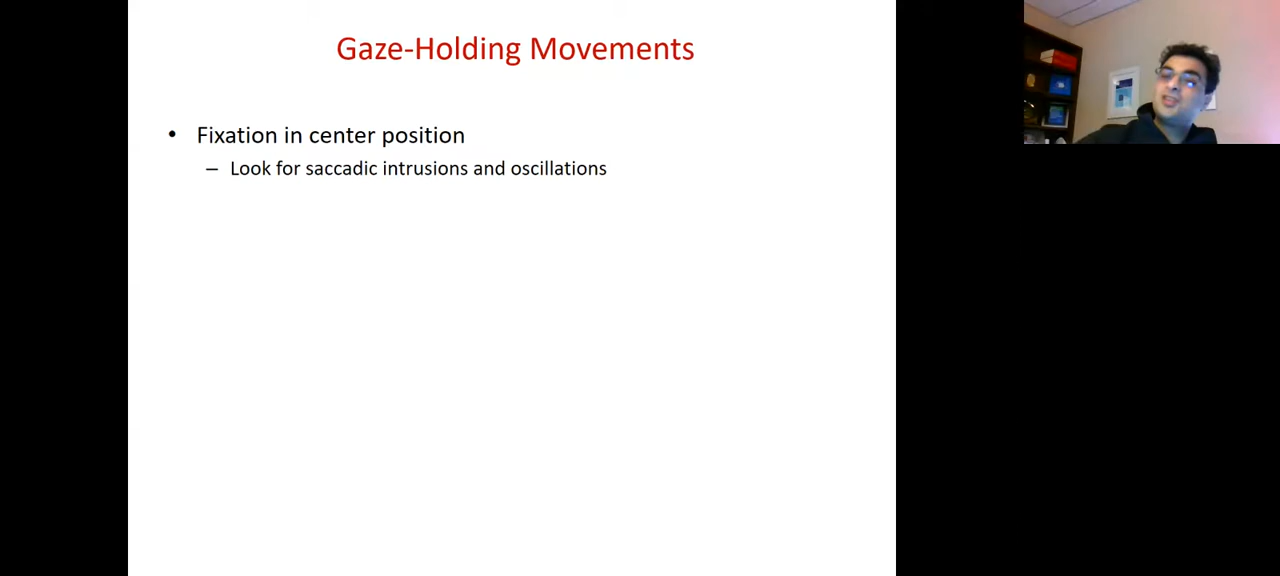 Gaze-Holding Movements
• Fixation in center position
– Look for saccadic intrusions and oscillations